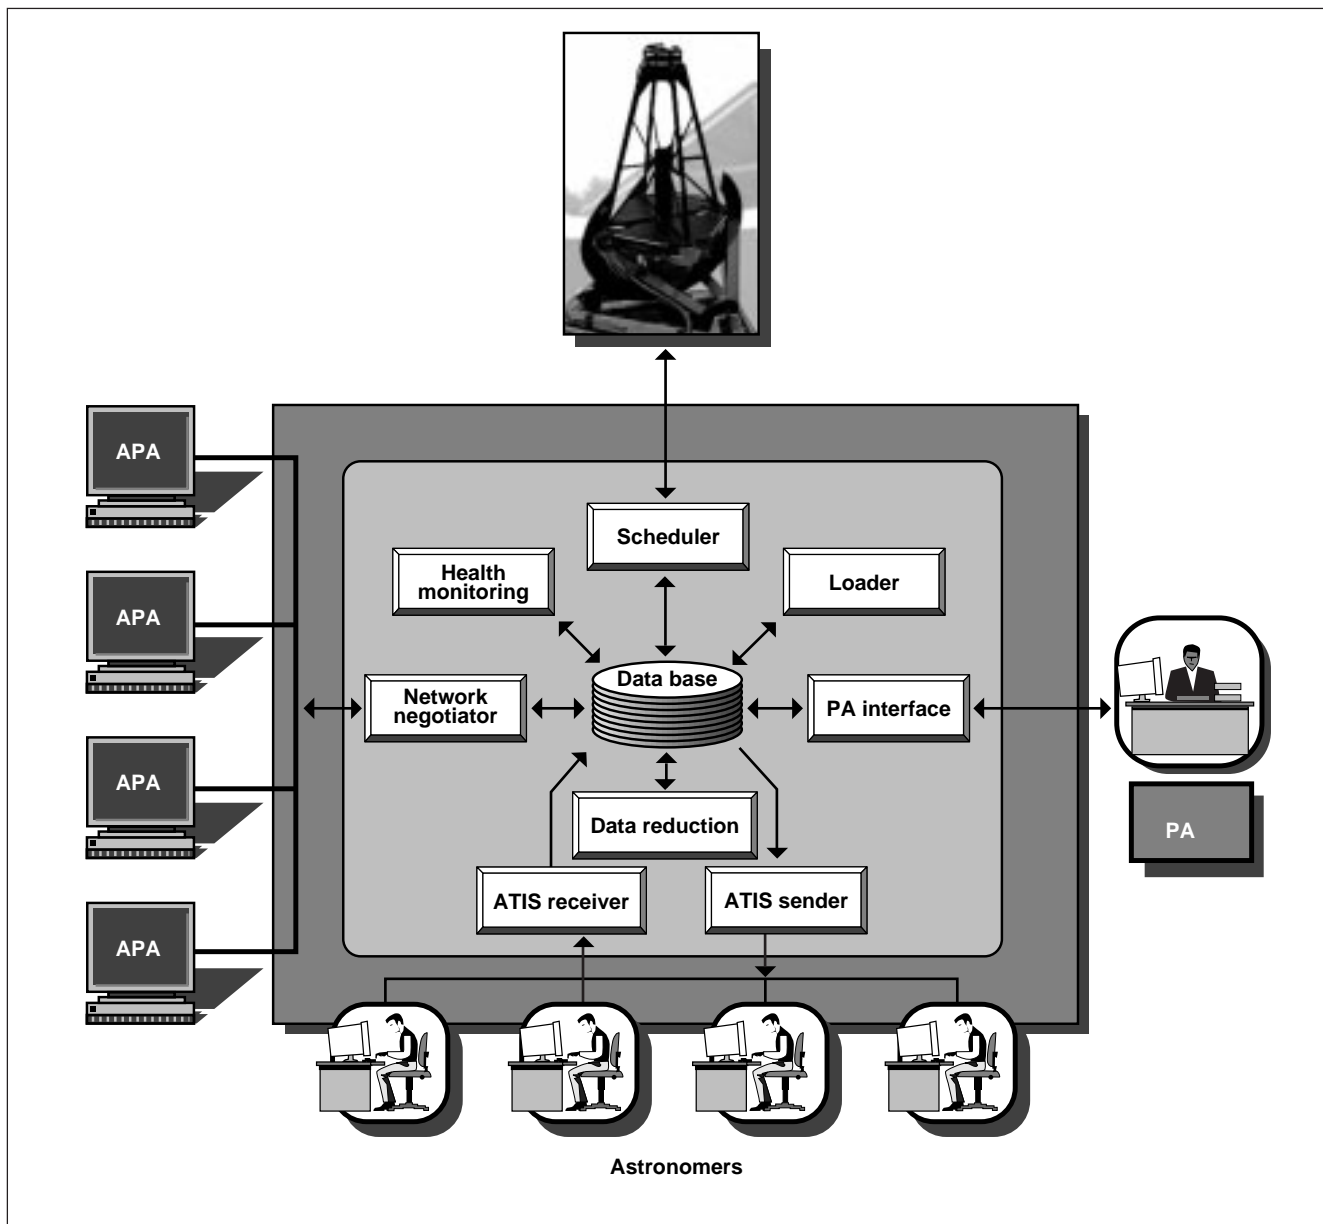 APA
Scheduler
Health
monitoring
Loader
APA
Data base
Network
negotiator
PA interface
APA
Data reduction
PA
ATIS receiver
ATIS sender
APA
Astronomers